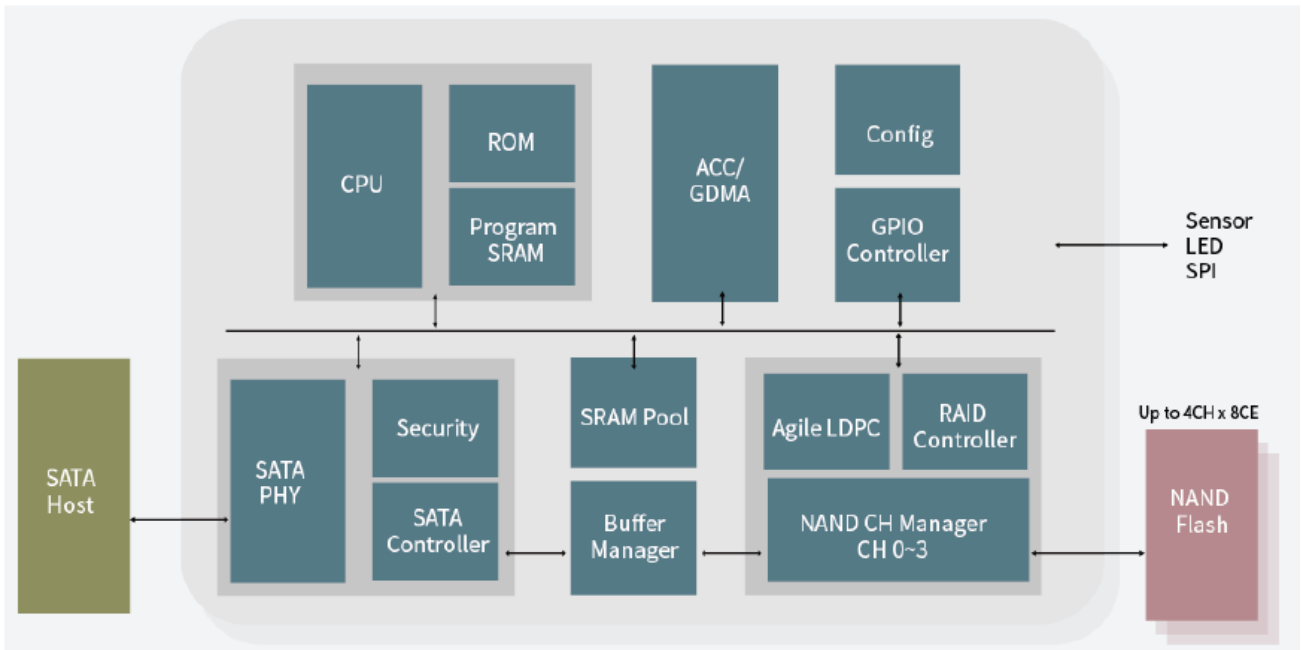 CPU
ROM
Program
SRAM
ACC/
GDMA
Config
GPIO
Controller
Sensor
LED
SPI
SATA
Host
SATA
PHY
Security
SATA
Controller
SRAM Pool
Buffer
Manager
Agile LDPC
RAID
Controller
NAND CH Manager
CH 0~3
Up to 4CH x 8CE
NAND
Flash